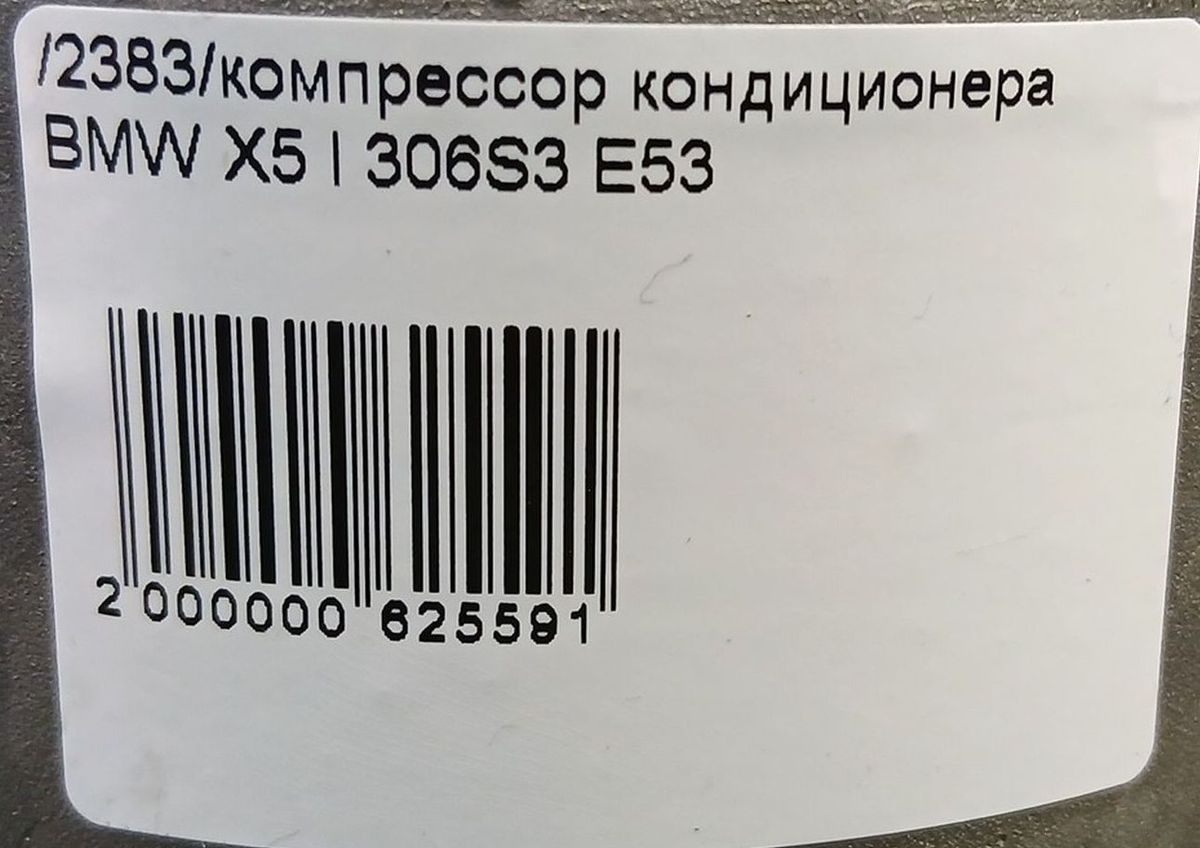 /2383/компрессор кондиционера
BMW X5 I 306S3 E53
2 000000 625591